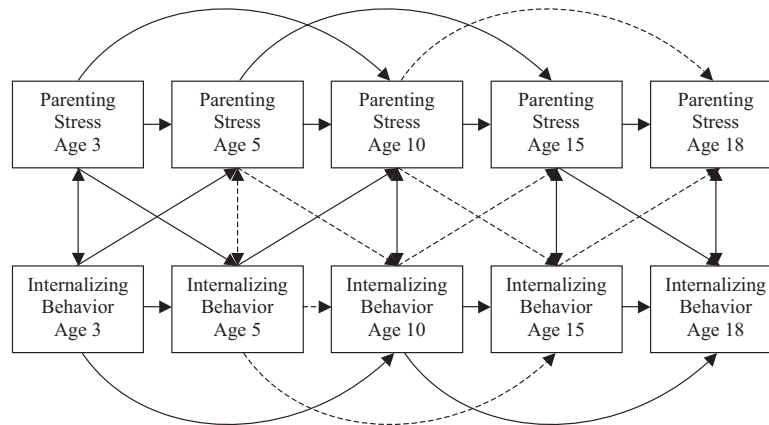 Parenting
Stress
Age 3
Parenting
Stress
Age 5
Parenting
Stress
Age 10
Parenting
Stress
Age 15
Parenting
Stress
Age 18
Internalizing
Behavior
Age 3
Internalizing
Behavior
Age 5
Internalizing
Behavior
Age 10
Internalizing
Behavior
Age 15
Internalizing
Behavior
Age 18